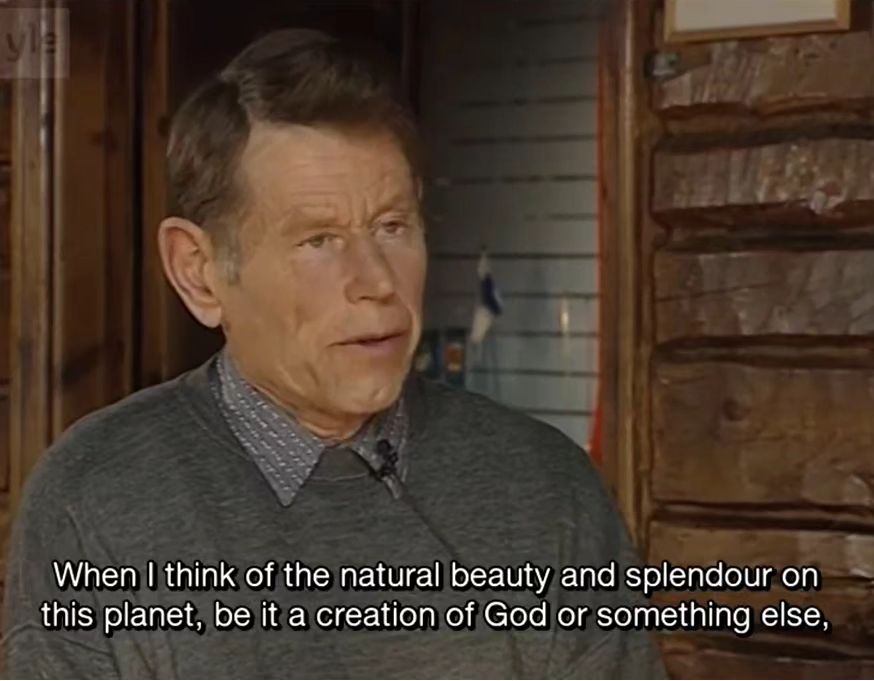 yle
When I think of the natural beauty and splendour on
this planet, be it a creation of God or something else,